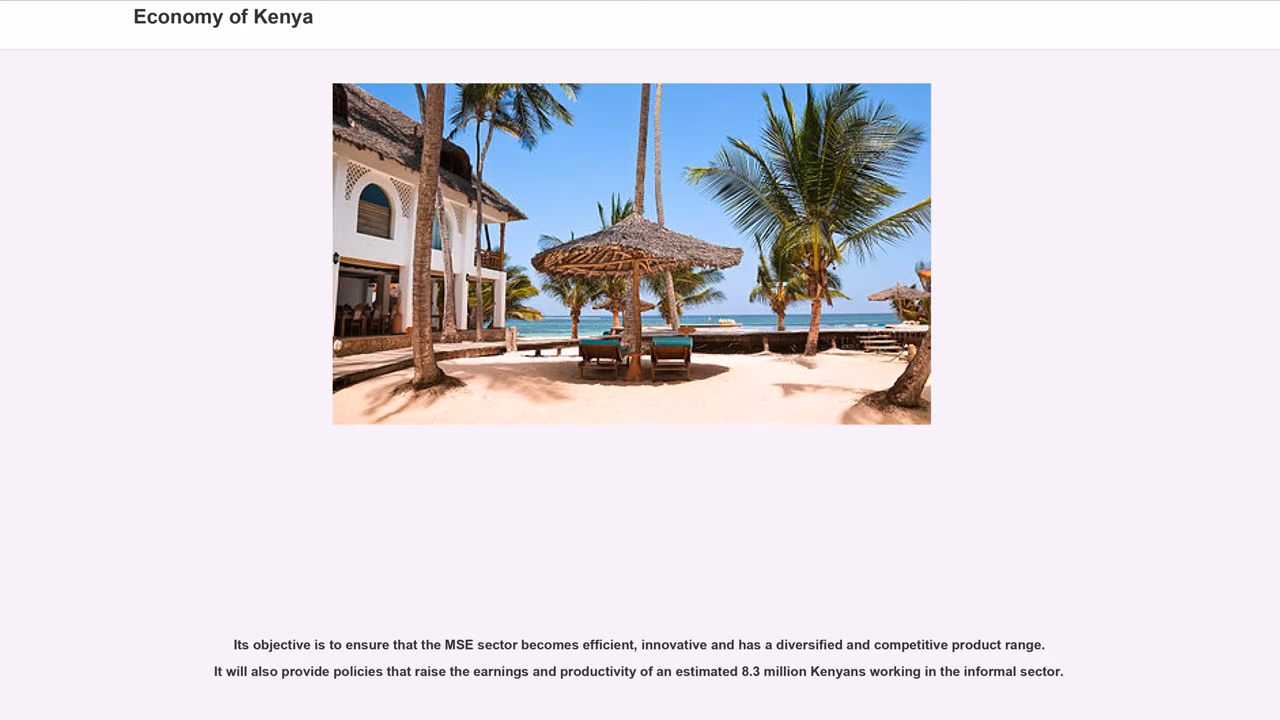 Economy of Kenya
Its objective is to ensure that the MSE sector becomes efficient, innovative and has a diversified and competitive product range.
It will also provide policies that raise the earnings and productivity of an estimated 8.3 million Kenyans working in the informal sector.